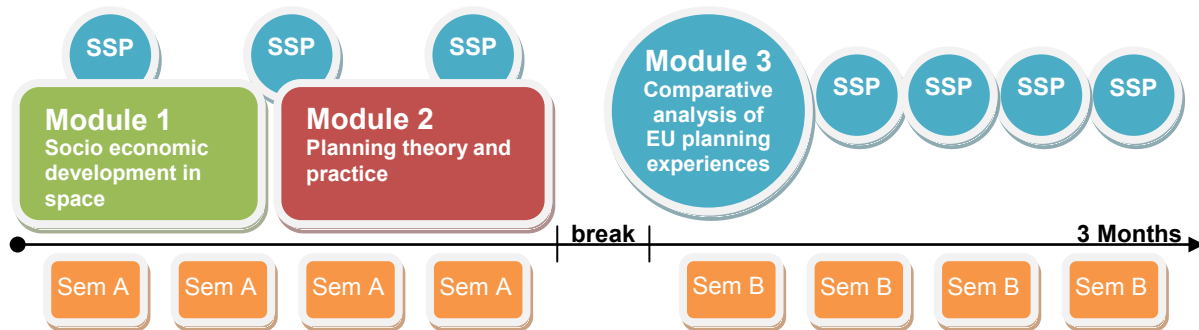 SSP
SSP
SSP
Module 1
Socio economic
development in
space
Module 2
Planning theory and
practice
Module 3
Comparative
analysis of
EU planning
experiences
SSP
SSP
SSP
SSP
break
3 Months
Sem A
Sem A
Sem A
Sem A
Sem B
Sem B
Sem B
Sem B